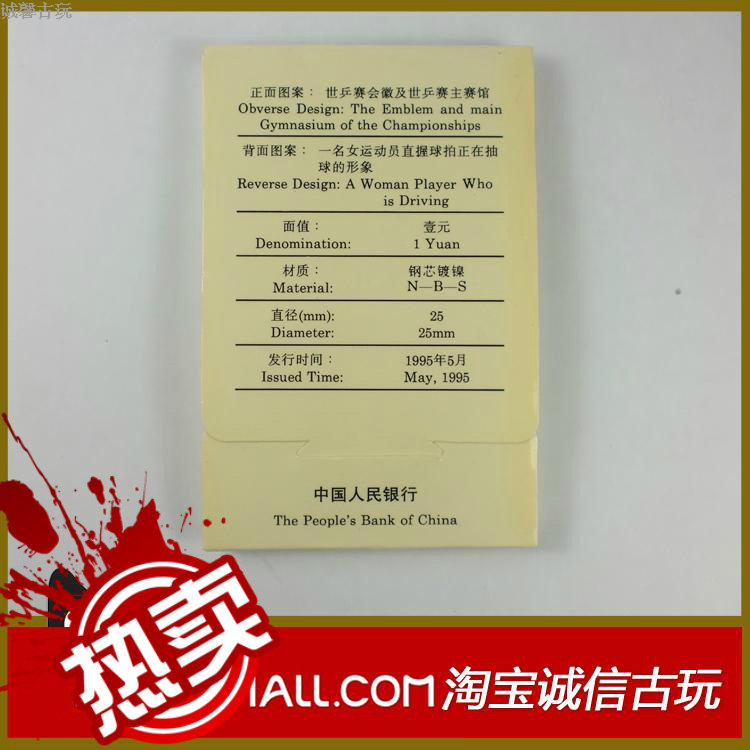 诚馨古玩
正面图案： 世乒赛会徽及世乒赛主赛馆
Obverse Design: The Emblem and main
Gymnasium of the Championships
背面图案： 一名女运动员直握球拍正在抽
球的形象
Reverse Design: A Woman Player Who
is Driving
面值： 壹元
Denomination: 1 Yuan
材质： 钢芯镀镍
Material: N—B—S
直径(mm): 25
Diameter: 25mm
发行时间： 1995年5月
Issued Time: May, 1995
中国人民银行
The People's Bank of China
热卖
MALL.COM 淘宝诚信古玩